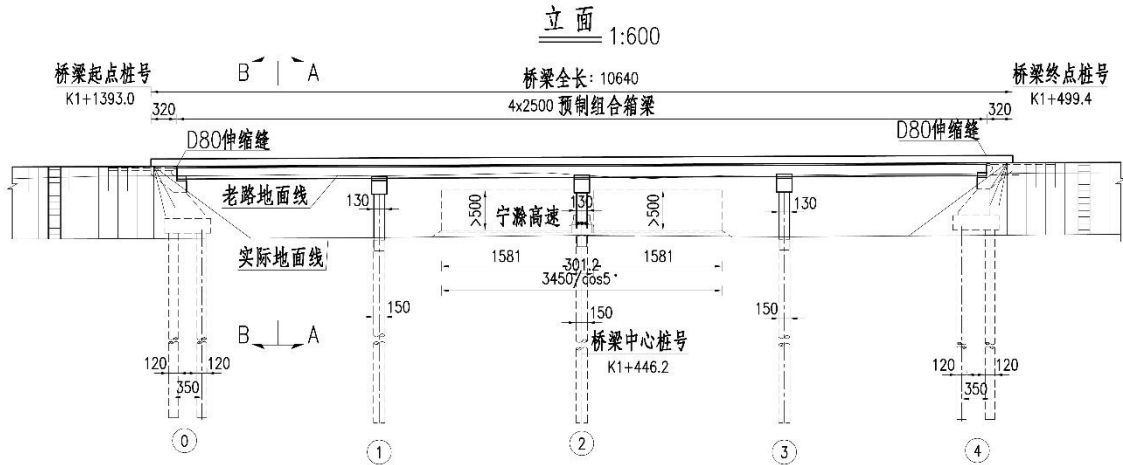 立面 1:600
B A
桥梁起点桩号
K1+1393.0
桥梁全长: 10640
桥梁终点桩号
K1+499.4
320
4x2500 预制组合箱梁
320
D80伸缩缝
D80伸缩缝
老路地面线
130
>500
宁滁高速
130
>500
130
实际地面线
1581
301.2
1581
3450/cos5°
150
150
150
B A
桥梁中心桩号
K1+446.2
120
120
350
120
120
350
0
1
2
3
4